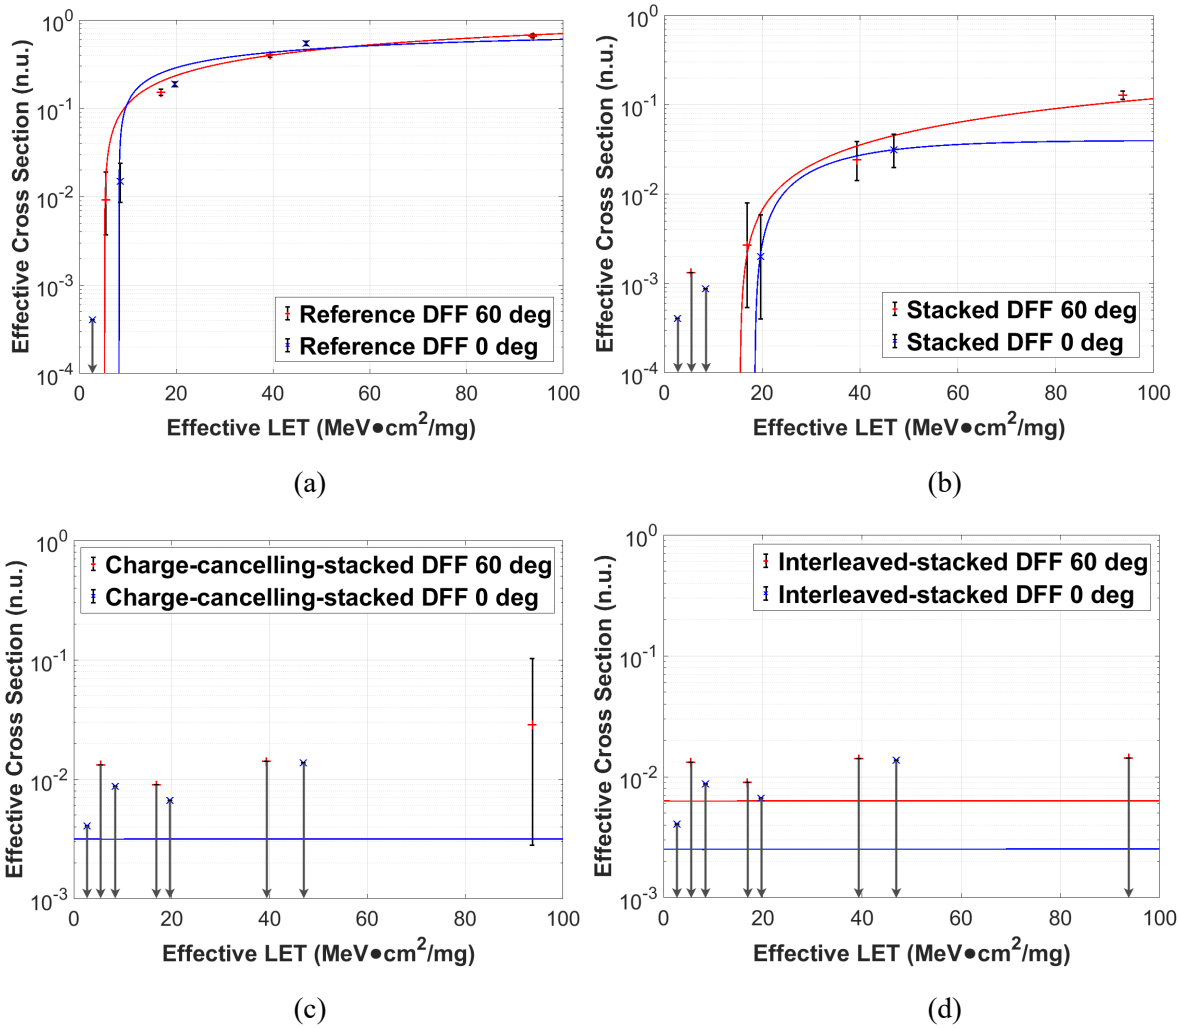 Effective Cross Section (n.u.)
10^0
10^-1
10^-2
10^-3
10^-4
Reference DFF 60 deg
Reference DFF 0 deg
0 20 40 60 80 100
Effective LET (MeV●cm^2/mg)
(a)
Effective Cross Section (n.u.)
10^0
10^-1
10^-2
10^-3
10^-4
Stacked DFF 60 deg
Stacked DFF 0 deg
0 20 40 60 80 100
Effective LET (MeV●cm^2/mg)
(b)
Effective Cross Section (n.u.)
10^0
10^-1
10^-2
10^-3
Charge-cancelling-stacked DFF 60 deg
Charge-cancelling-stacked DFF 0 deg
0 20 40 60 80 100
Effective LET (MeV●cm^2/mg)
(c)
Effective Cross Section (n.u.)
10^0
10^-1
10^-2
10^-3
Interleaved-stacked DFF 60 deg
Interleaved-stacked DFF 0 deg
0 20 40 60 80 100
Effective LET (MeV●cm^2/mg)
(d)